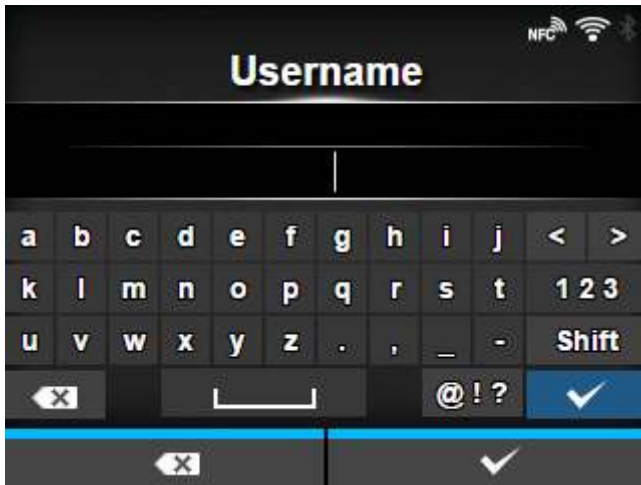 NFC
Username
a b c d e f g h i j < >
k l m n o p q r s t 1 2 3
u v w x y z . , _ - Shift
@ ! ?